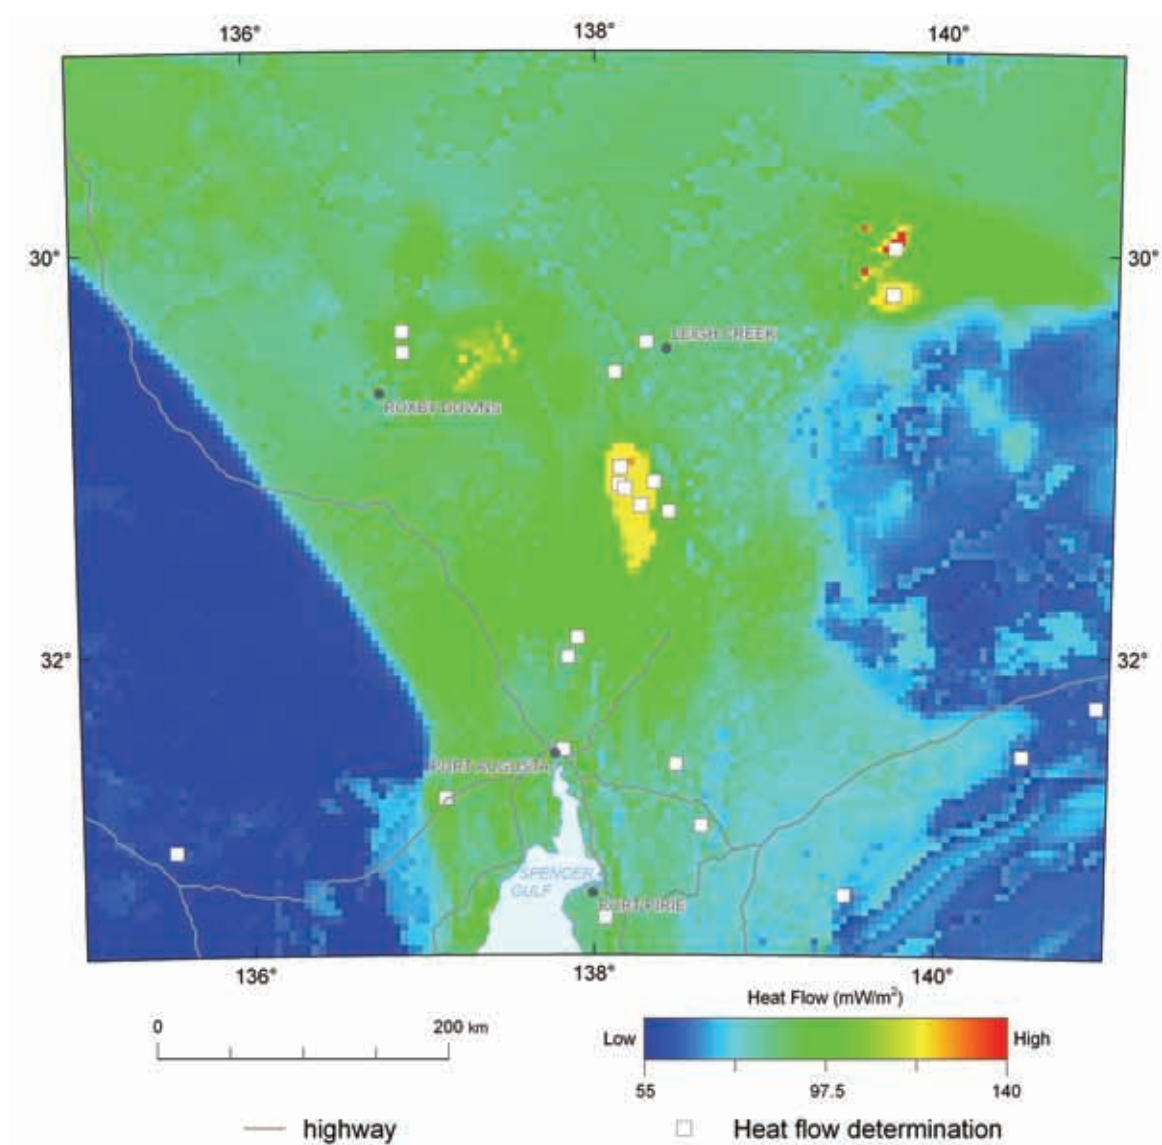 136° 138° 140°
30° 30°
LEIGH CREEK
ROXBY DOWNS
32° 32°
PORT AUGUSTA
SPENCER
GULF
PORT PIRIE
136° 138° 140°
Heat Flow (mW/m²)
0 200 km
Low High
55 97.5 140
highway Heat flow determination